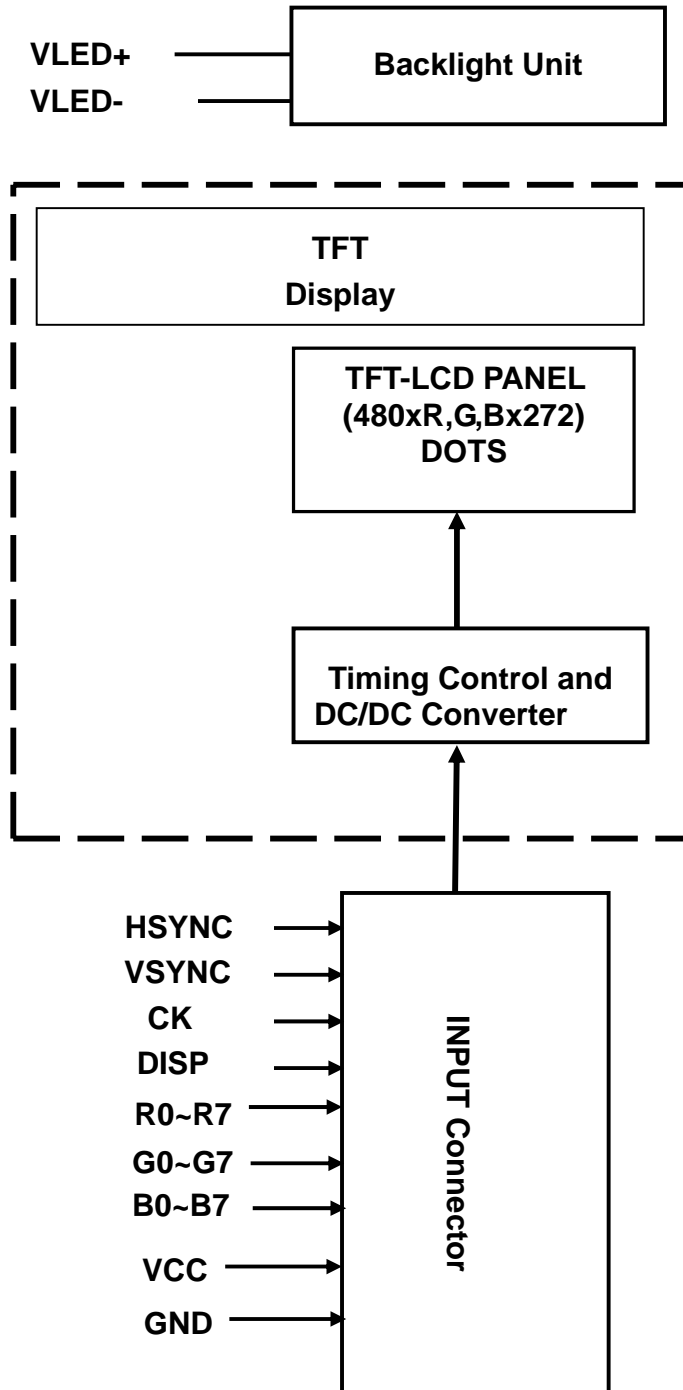 VLED+
VLED-
Backlight Unit
TFT
Display
TFT-LCD PANEL
(480xR,G,Bx272)
DOTS
Timing Control and
DC/DC Converter
HSYNC
VSYNC
CK
DISP
R0~R7
G0~G7
B0~B7
VCC
GND
INPUT Connector